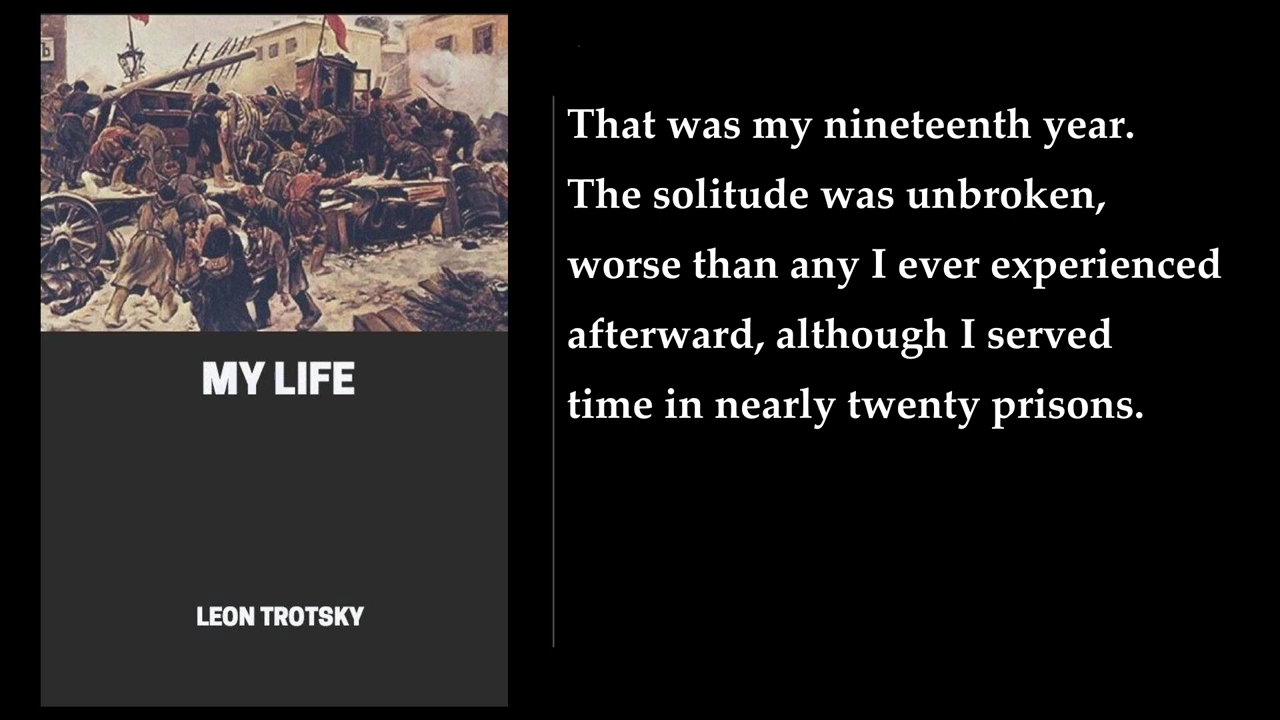 MY LIFE
LEON TROTSKY
That was my nineteenth year.
The solitude was unbroken,
worse than any I ever experienced
afterward, although I served
time in nearly twenty prisons.